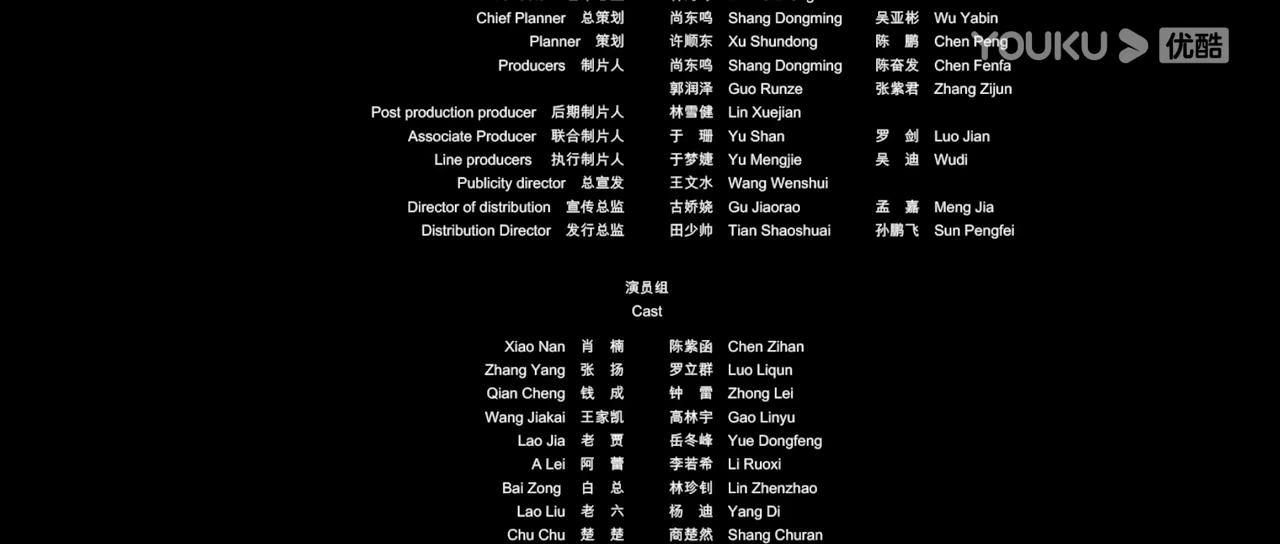 Chief Planner 总策划 尚东鸣 Shang Dongming 吴亚彬 Wu Yabin
Planner 策划 许顺东 Xu Shundong 陈 鹏 Chen Peng
YOUKU 优酷
Producers 制片人 尚东鸣 Shang Dongming 陈奋发 Chen Fenfa
郭润泽 Guo Runze 张紫君 Zhang Zijun
Post production producer 后期制片人 林雪健 Lin Xuejian
Associate Producer 联合制片人 于 珊 Yu Shan 罗 剑 Luo Jian
Line producers 执行制片人 于梦婕 Yu Mengjie 吴 迪 Wudi
Publicity director 总宣发 王文水 Wang Wenshui
Director of distribution 宣传总监 古娇娆 Gu Jiaorao 孟 嘉 Meng Jia
Distribution Director 发行总监 田少帅 Tian Shaoshuai 孙鹏飞 Sun Pengfei
演员组
Cast
Xiao Nan 肖 楠 陈紫函 Chen Zihan
Zhang Yang 张 扬 罗立群 Luo Liqun
Qian Cheng 钱 成 钟 雷 Zhong Lei
Wang Jiakai 王家凯 高林宇 Gao Linyu
Lao Jia 老 贾 岳冬峰 Yue Dongfeng
A Lei 阿 蕾 李若希 Li Ruoxi
Bai Zong 白 总 林珍钊 Lin Zhenzhao
Lao Liu 老 六 杨 迪 Yang Di
Chu Chu 楚 楚 商楚然 Shang Churan